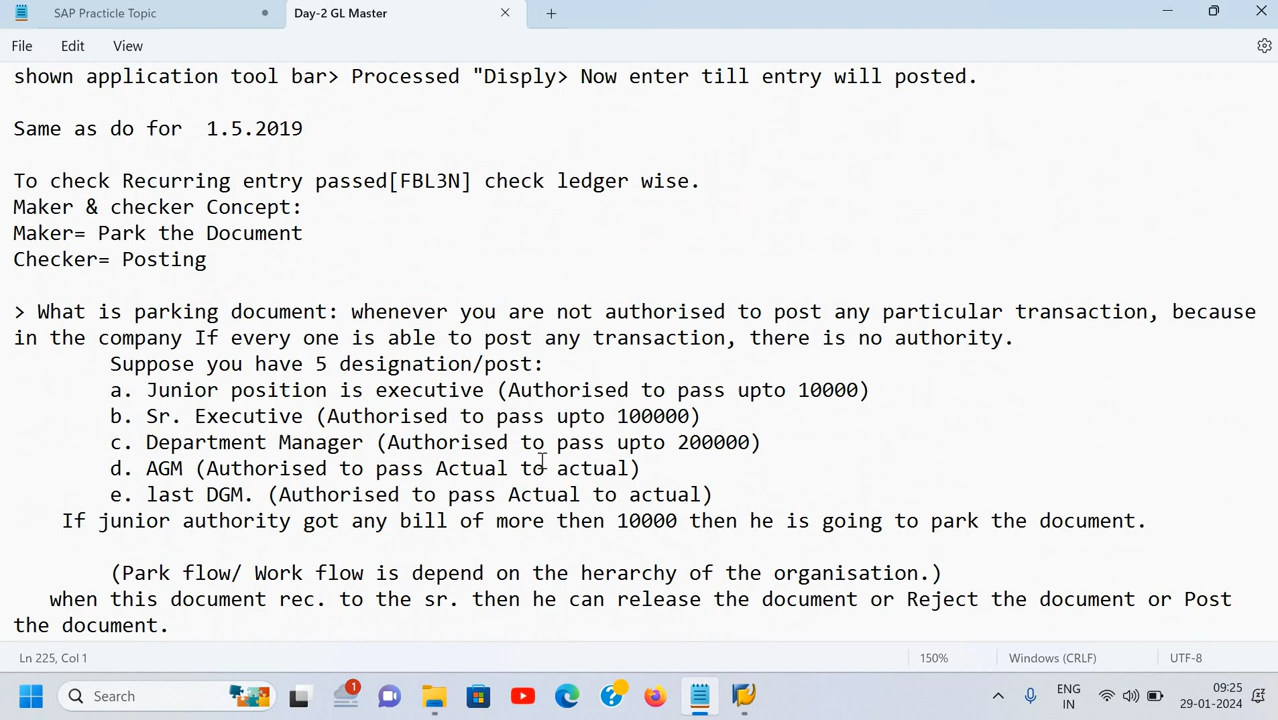 SAP Practicle Topic
Day-2 GL Master
File Edit View
shown application tool bar> Processed "Disply> Now enter till entry will posted.
Same as do for 1.5.2019
To check Recurring entry passed[FBL3N] check ledger wise.
Maker & checker Concept:
Maker= Park the Document
Checker= Posting
> What is parking document: whenever you are not authorised to post any particular transaction, because
in the company If every one is able to post any transaction, there is no authority.
Suppose you have 5 designation/post:
a. Junior position is executive (Authorised to pass upto 10000)
b. Sr. Executive (Authorised to pass upto 100000)
c. Department Manager (Authorised to pass upto 200000)
d. AGM (Authorised to pass Actual to actual)
e. last DGM. (Authorised to pass Actual to actual)
If junior authority got any bill of more then 10000 then he is going to park the document.
(Park flow/ Work flow is depend on the herarchy of the organisation.)
when this document rec. to the sr. then he can release the document or Reject the document or Post
the document.
Ln 225, Col 1 150% Windows (CRLF) UTF-8
Search 1 ENG IN 09:25 29-01-2024